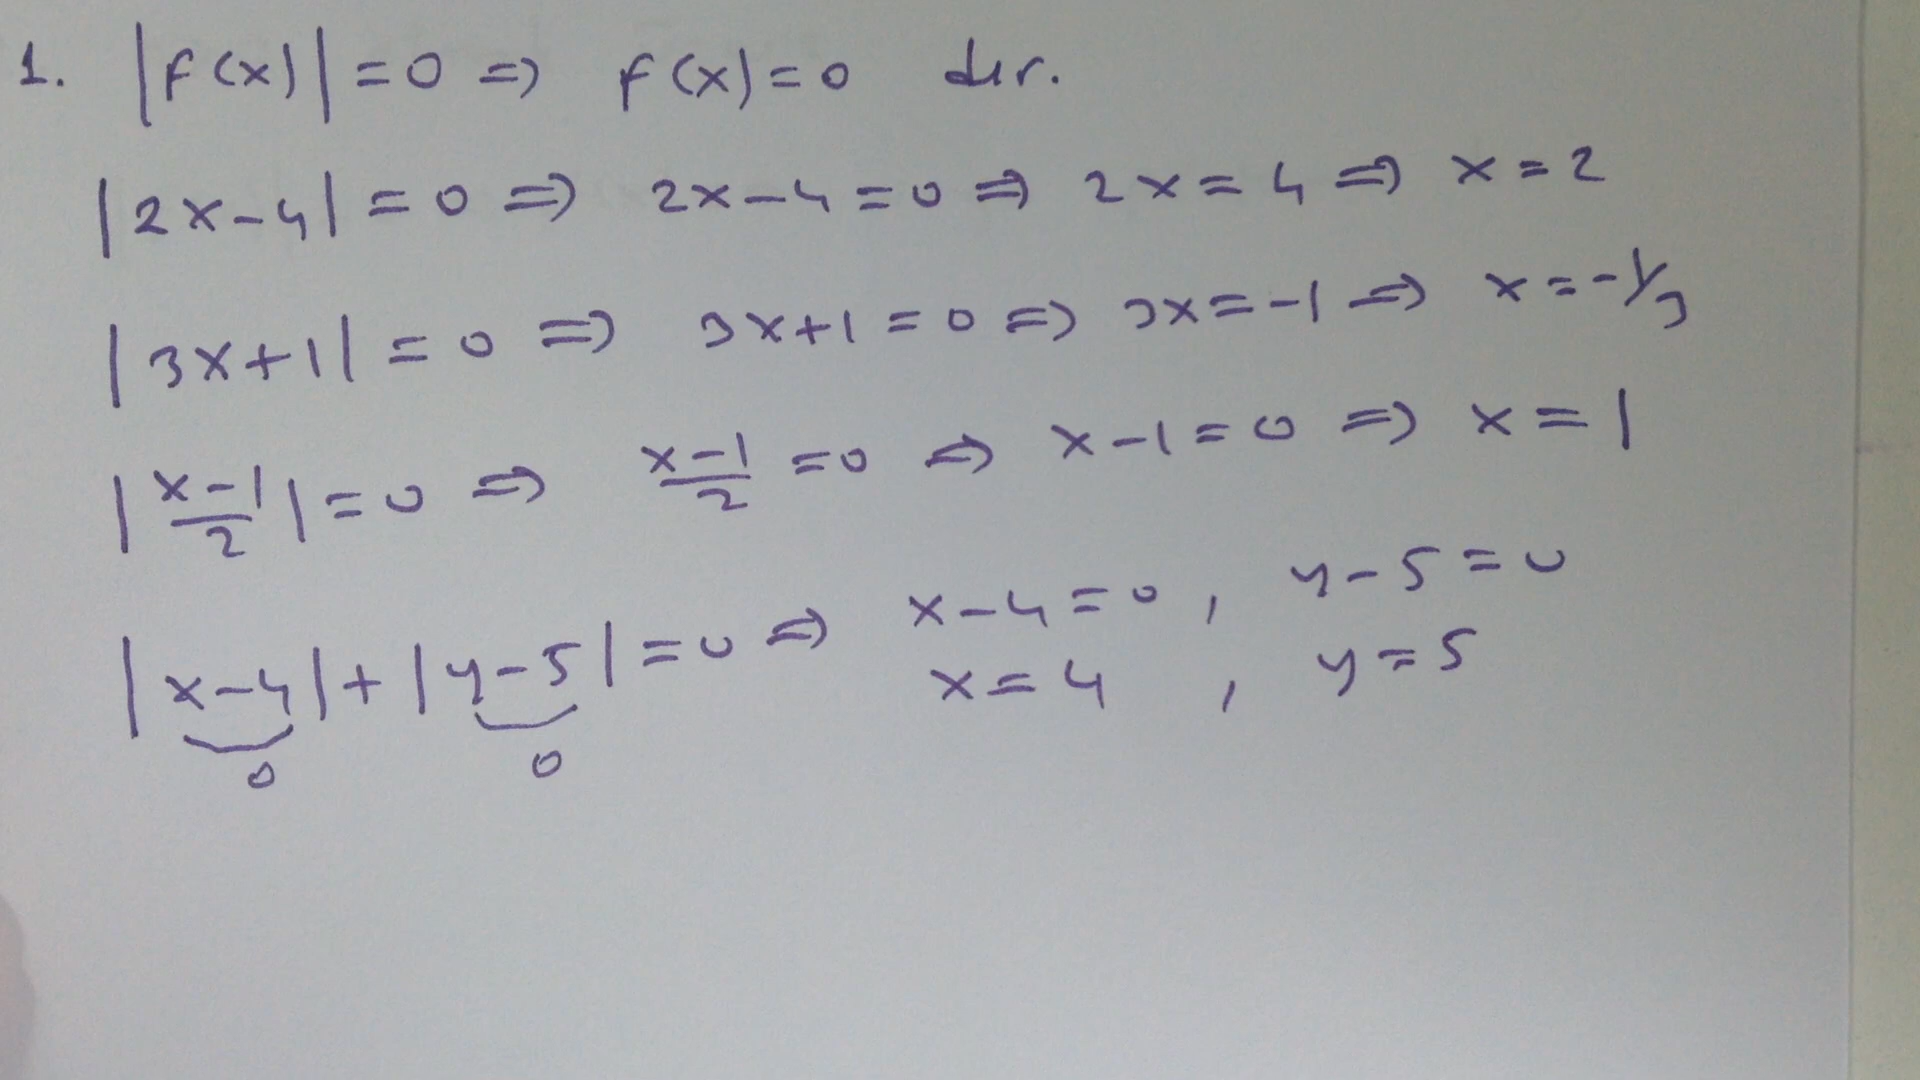 1. |f(x)| = 0 => f(x) = 0 dır.
|2x-4| = 0 => 2x-4 = 0 => 2x = 4 => x = 2
|3x+1| = 0 => 3x+1 = 0 => 3x = -1 => x = -1/3
|(x-1)/2| = 0 => (x-1)/2 = 0 => x-1 = 0 => x = 1
|x-4| + |y-5| = 0 => x-4 = 0 , y-5 = 0
x = 4 , y = 5
0 0